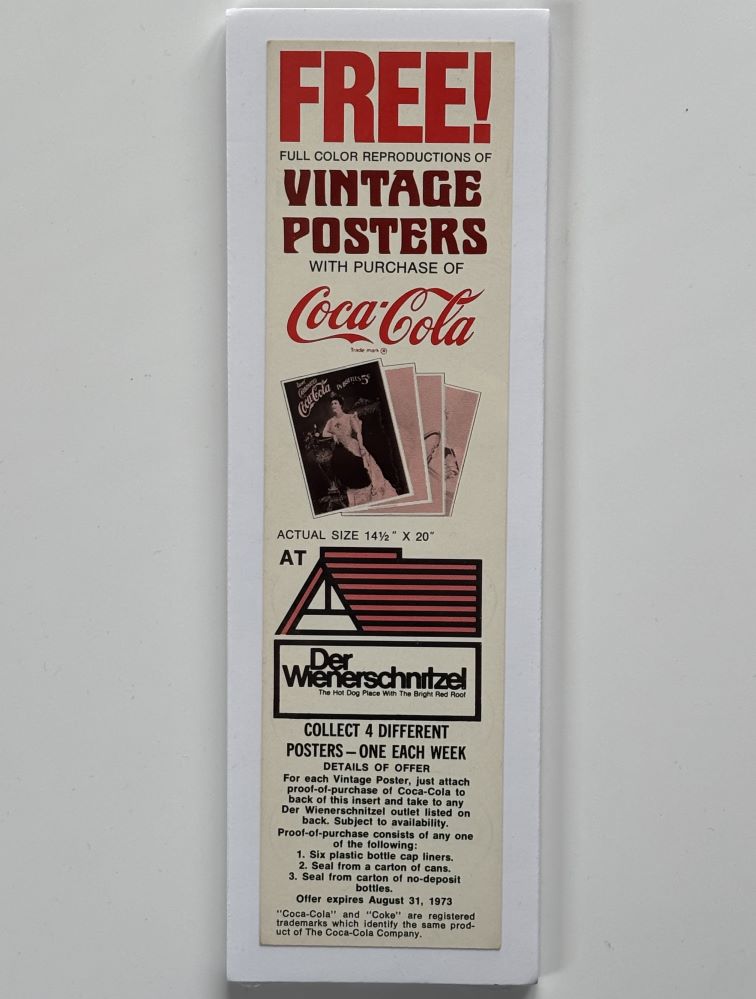 FREE!
FULL COLOR REPRODUCTIONS OF
VINTAGE
POSTERS
WITH PURCHASE OF
Coca-Cola
Trade mark ®
Coca-Cola
5¢
ACTUAL SIZE 14½" X 20"
AT
Der
Wienerschnitzel
The Hot Dog Place With The Bright Red Roof
COLLECT 4 DIFFERENT
POSTERS – ONE EACH WEEK
DETAILS OF OFFER
For each Vintage Poster, just attach
proof-of-purchase of Coca-Cola to
back of this insert and take to any
Der Wienerschnitzel outlet listed on
back. Subject to availability.
Proof-of-purchase consists of any one
of the following:
1. Six plastic bottle cap liners.
2. Seal from a carton of cans.
3. Seal from carton of no-deposit
bottles.
Offer expires August 31, 1973
"Coca-Cola" and "Coke" are registered
trademarks which identify the same prod-
uct of The Coca-Cola Company.